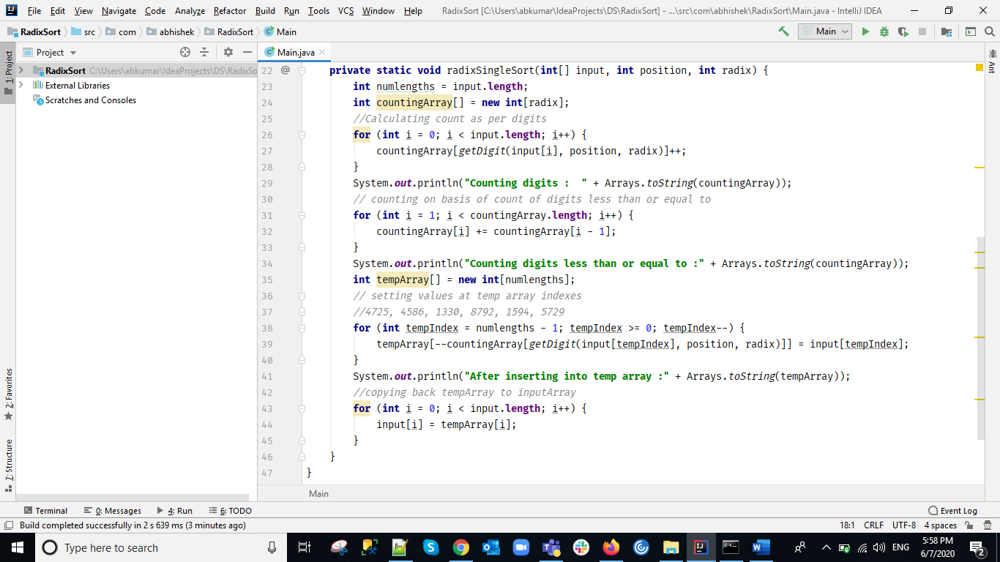 File Edit View Navigate Code Analyze Refactor Build Run Tools VCS Window Help RadixSort [C:\Users\abkumar\IdeaProjects\DS\RadixSort] - ...\src\com\abhishek\RadixSort\Main.java - IntelliJ IDEA
RadixSort src com abhishek RadixSort Main Main
Project Main.java
1: Project
RadixSort C:\Users\abkumar\IdeaProjects\DS\RadixSo
External Libraries
Scratches and Consoles
22 @ private static void radixSingleSort(int[] input, int position, int radix) {
23 int numlengths = input.length;
24 int countingArray[] = new int[radix];
25 //Calculating count as per digits
26 for (int i = 0; i < input.length; i++) {
27 countingArray[getDigit(input[i], position, radix)]++;
28 }
29 System.out.println("Counting digits :  " + Arrays.toString(countingArray));
30 // counting on basis of count of digits less than or equal to
31 for (int i = 1; i < countingArray.length; i++) {
32 countingArray[i] += countingArray[i - 1];
33 }
34 System.out.println("Counting digits less than or equal to :" + Arrays.toString(countingArray));
35 int tempArray[] = new int[numlengths];
36 // setting values at temp array indexes
37 //4725, 4586, 1330, 8792, 1594, 5729
38 for (int tempIndex = numlengths - 1; tempIndex >= 0; tempIndex--) {
39 tempArray[--countingArray[getDigit(input[tempIndex], position, radix)]] = input[tempIndex];
40 }
41 System.out.println("After inserting into temp array :" + Arrays.toString(tempArray));
42 //copying back tempArray to inputArray
43 for (int i = 0; i < input.length; i++) {
44 input[i] = tempArray[i];
45 }
46 }
47 }
Ant
2: Favorites
7: Structure
Main
Terminal 0: Messages 4: Run 6: TODO Event Log
Build completed successfully in 2 s 639 ms (3 minutes ago) 18:1 CRLF UTF-8 4 spaces
Type here to search ENG 5:58 PM
6/7/2020 2